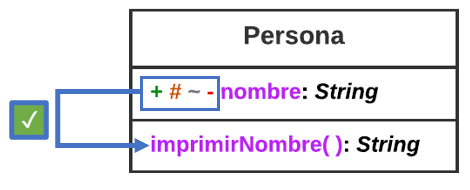 Persona
+ # ~ - nombre: String
imprimirNombre( ): String